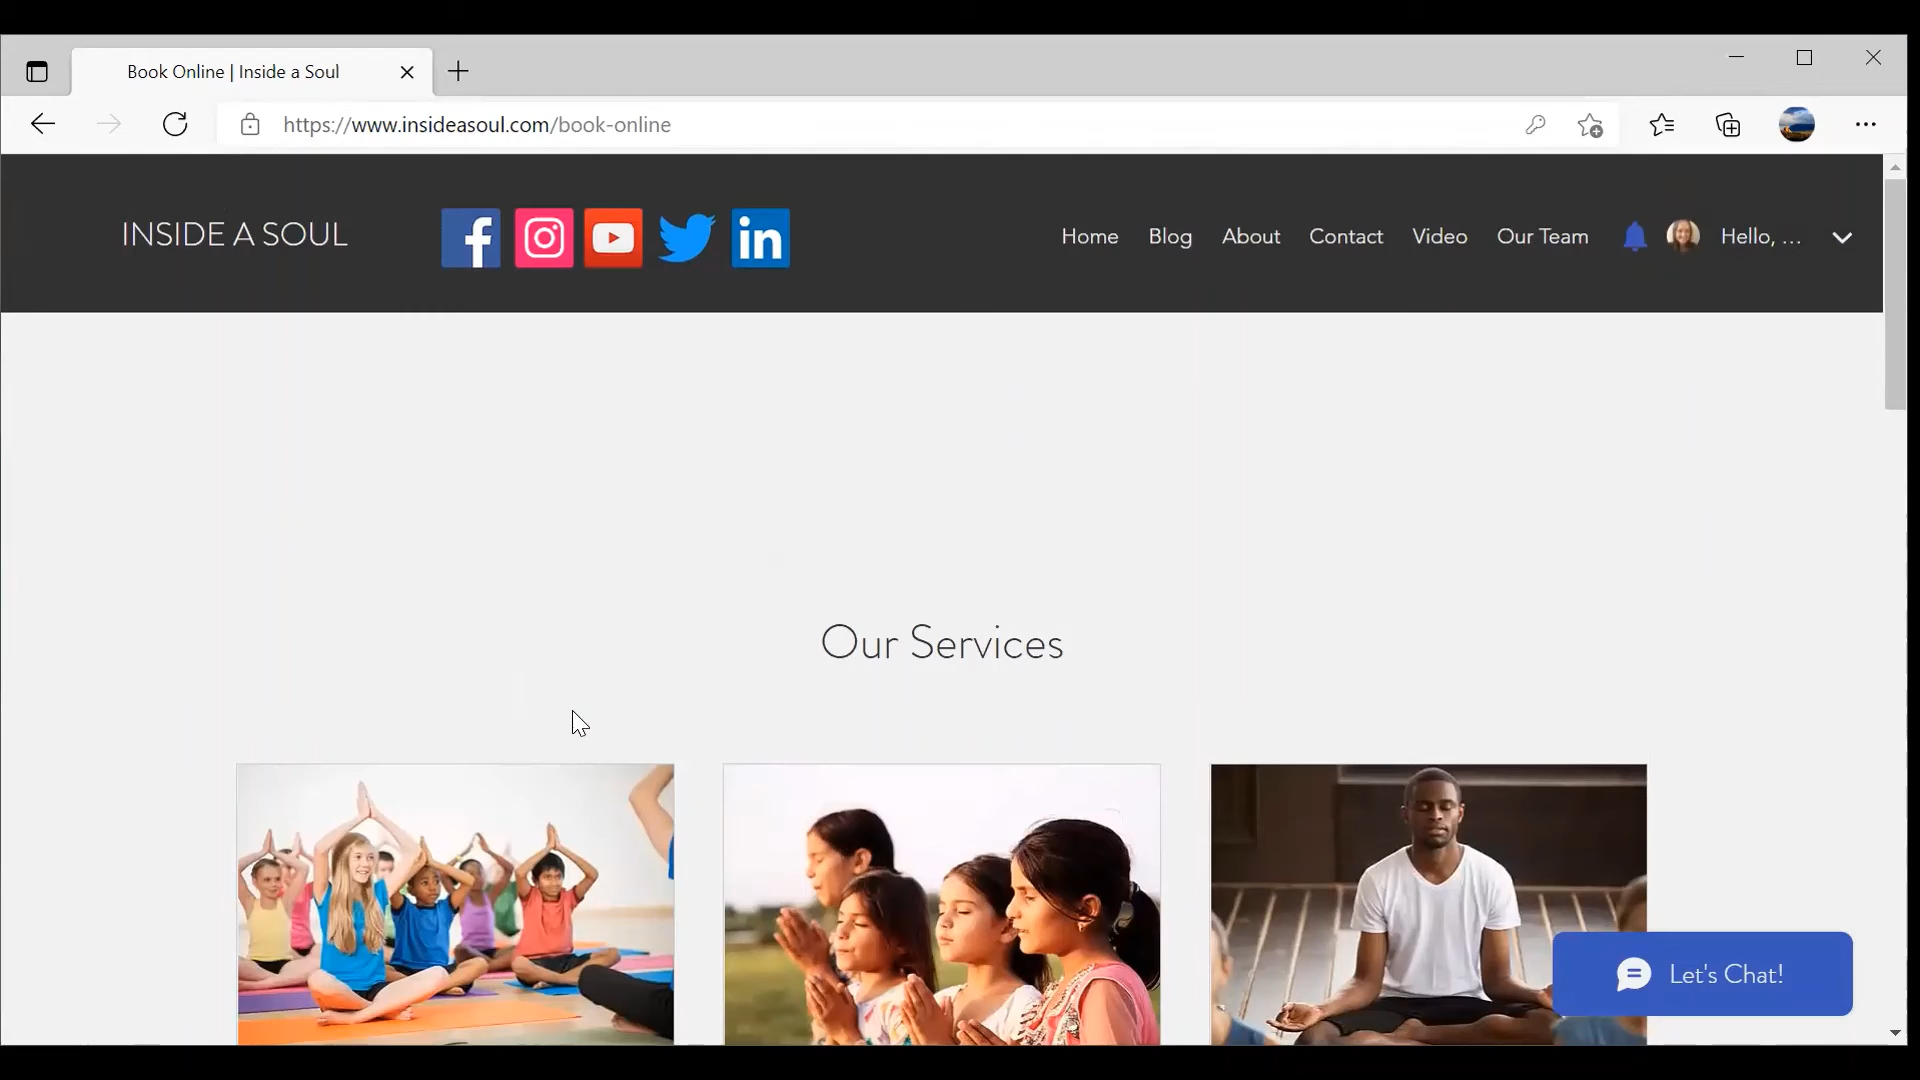 Book Online | Inside a Soul
https://www.insideasoul.com/book-online
INSIDE A SOUL
Home Blog About Contact Video Our Team Hello, ...
Our Services
Let's Chat!